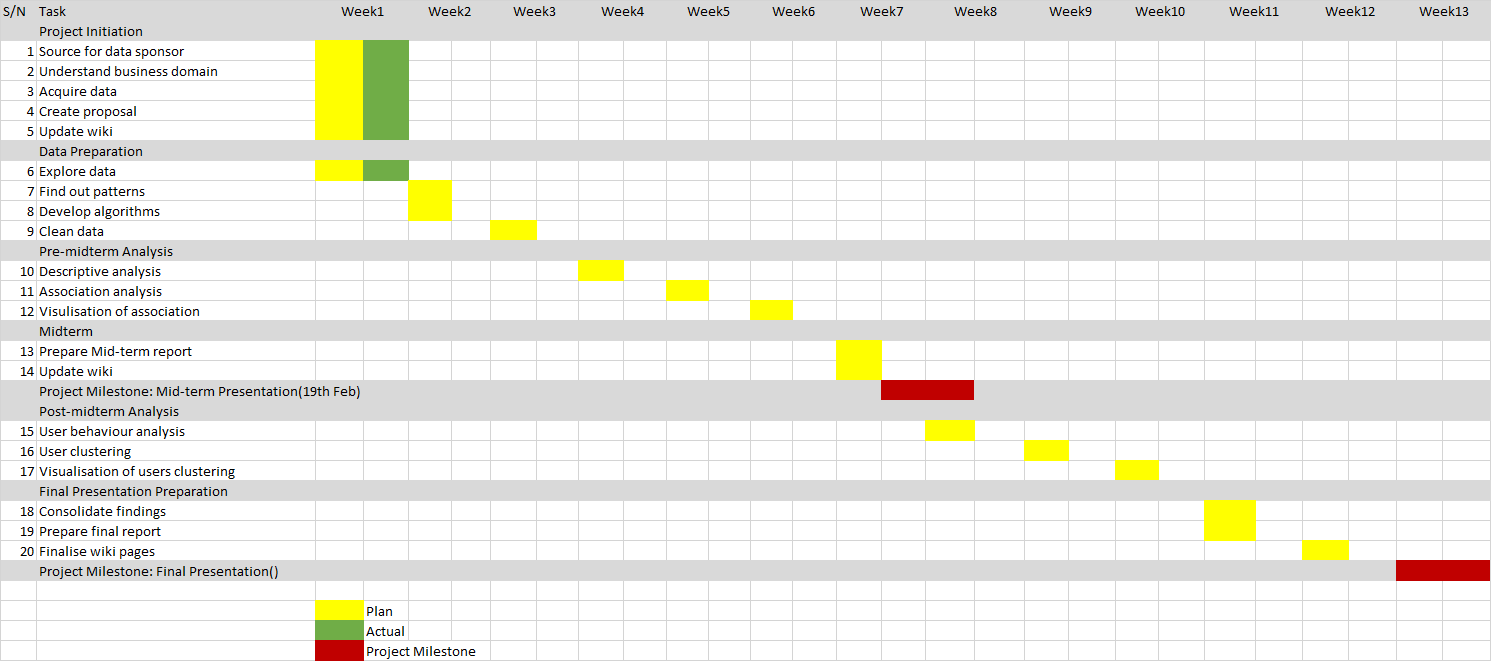 S/N Task Week1 Week2 Week3 Week4 Week5 Week6 Week7 Week8 Week9 Week10 Week11 Week12 Week13
Project Initiation
1 Source for data sponsor
2 Understand business domain
3 Acquire data
4 Create proposal
5 Update wiki
Data Preparation
6 Explore data
7 Find out patterns
8 Develop algorithms
9 Clean data
Pre-midterm Analysis
10 Descriptive analysis
11 Association analysis
12 Visulisation of association
Midterm
13 Prepare Mid-term report
14 Update wiki
Project Milestone: Mid-term Presentation(19th Feb)
Post-midterm Analysis
15 User behaviour analysis
16 User clustering
17 Visualisation of users clustering
Final Presentation Preparation
18 Consolidate findings
19 Prepare final report
20 Finalise wiki pages
Project Milestone: Final Presentation()
Plan
Actual
Project Milestone